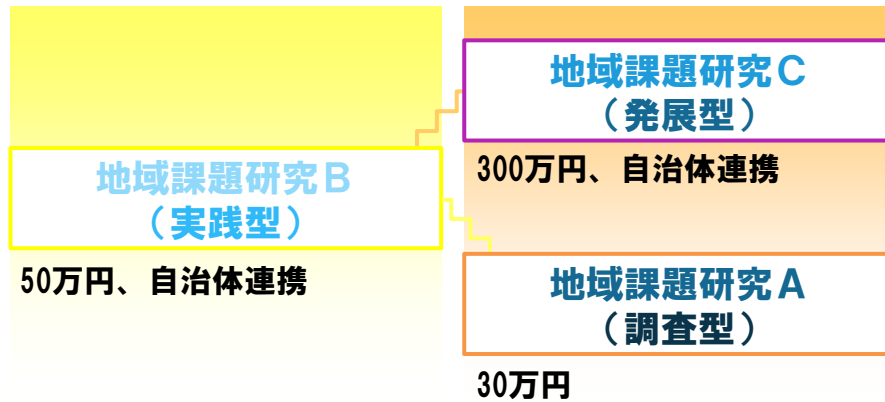 地域課題研究B
（実践型）
50万円、自治体連携
地域課題研究C
（発展型）
300万円、自治体連携
地域課題研究A
（調査型）
30万円